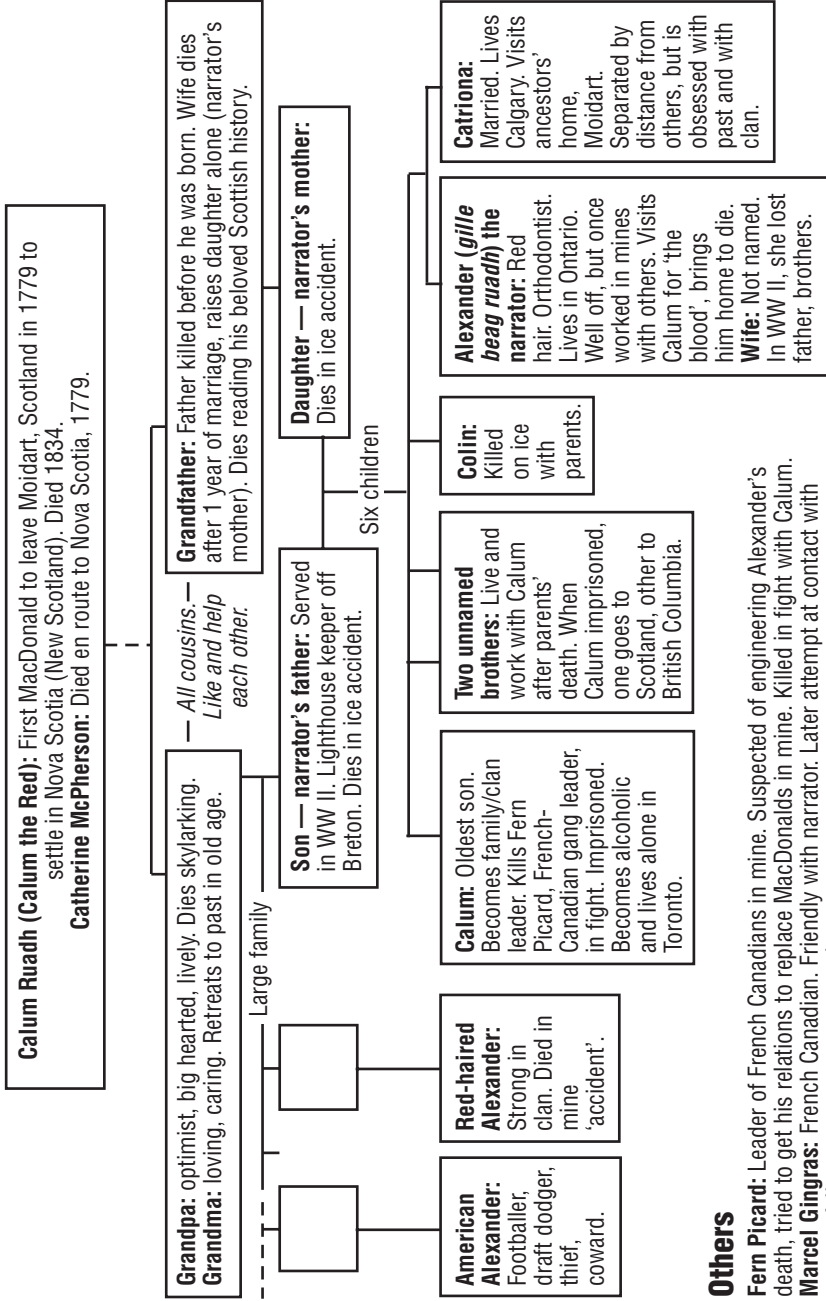 Calum Ruadh (Calum the Red): First MacDonald to leave Moidart, Scotland in 1779 to
settle in Nova Scotia (New Scotland). Died 1834.
Catherine McPherson: Died en route to Nova Scotia, 1779.
Grandpa: optimist, big hearted, lively. Dies skylarking.
Grandma: loving, caring. Retreats to past in old age.
— All cousins.—
Like and help
each other.
Grandfather: Father killed before he was born. Wife dies
after 1 year of marriage, raises daughter alone (narrator’s
mother). Dies reading his beloved Scottish history.
Large family
Son — narrator’s father: Served
in WW II. Lighthouse keeper off
Breton. Dies in ice accident.
Daughter — narrator’s mother:
Dies in ice accident.
Six children
American
Alexander:
Footballer,
draft dodger,
thief,
coward.
Red-haired
Alexander:
Strong in
clan. Died in
mine
‘accident’.
Calum: Oldest son.
Becomes family/clan
leader. Kills Fern
Picard, French-
Canadian gang leader,
in fight. Imprisoned.
Becomes alcoholic
and lives alone in
Toronto.
Two unnamed
brothers: Live and
work with Calum
after parents’
death. When
Calum imprisoned,
one goes to
Scotland, other to
British Columbia.
Colin:
Killed
on ice
with
parents.
Alexander (gille
beag ruadh) the
narrator: Red
hair. Orthodontist.
Lives in Ontario.
Well off, but once
worked in mines
with others. Visits
Calum for ‘the
blood’, brings
him home to die.
Wife: Not named.
In WW II, she lost
father, brothers.
Catriona:
Married. Lives
Calgary. Visits
ancestors’
home,
Moidart.
Separated by
distance from
others, but is
obsessed with
past and with
clan.
Others
Fern Picard: Leader of French Canadians in mine. Suspected of engineering Alexander’s
death, tried to get his relations to replace MacDonalds in mine. Killed in fight with Calum.
Marcel Gingras: French Canadian. Friendly with narrator. Later attempt at contact with